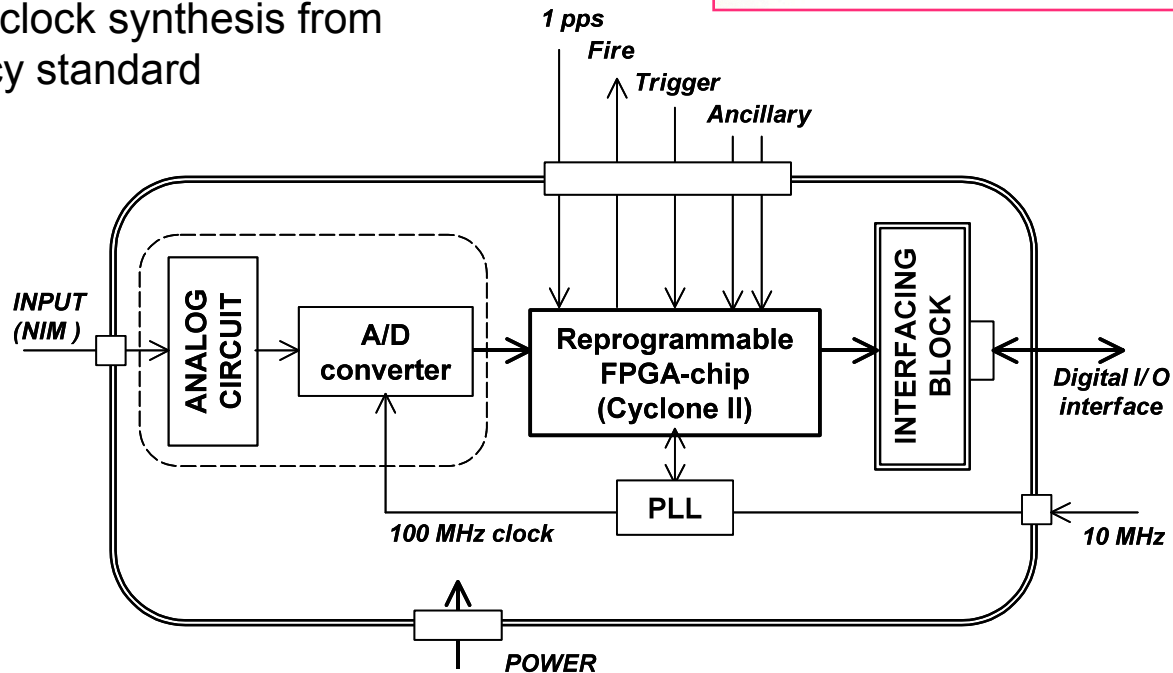 clock synthesis from
cy standard
1 pps
Fire
Trigger
Ancillary
INPUT
(NIM )
ANALOG
CIRCUIT
A/D
converter
Reprogrammable
FPGA-chip
(Cyclone II)
INTERFACING
BLOCK
Digital I/O
interface
PLL
100 MHz clock
10 MHz
POWER